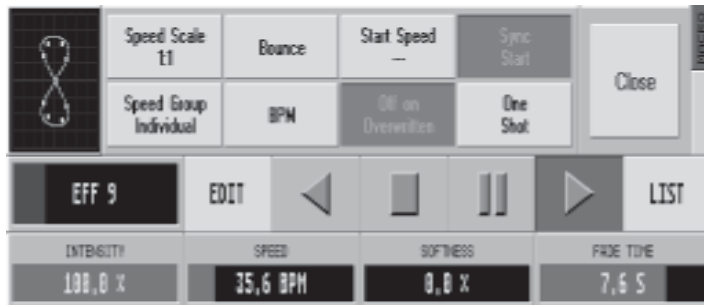 Speed Scale
1:1
Bounce
Start Speed
---
Sync
Start
Close
Speed Group
Individual
BPM
Off on
Overwritten
One
Shot
EFF 9
EDIT
LIST
INTENSITY
SPEED
SOFTNESS
FADE TIME
100,0 %
35,6 BPM
0,0 %
7,6 S